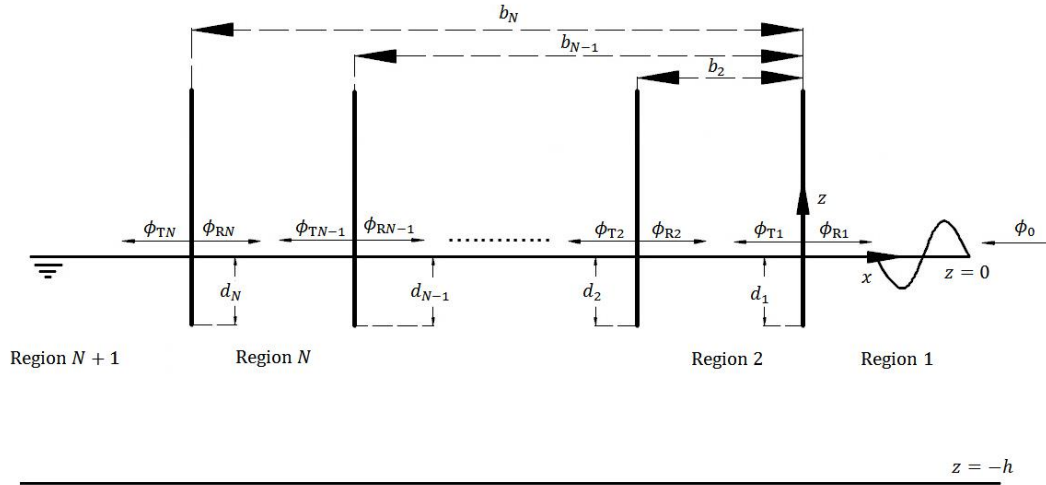 b_N
b_{N−1}
b_2
z
ϕ_{TN} ϕ_{RN} ϕ_{TN−1} ϕ_{RN−1} ϕ_{T2} ϕ_{R2} ϕ_{T1} ϕ_{R1} ϕ_0
x z = 0
d_N d_{N−1} d_2 d_1
Region N + 1 Region N Region 2 Region 1
z = −h